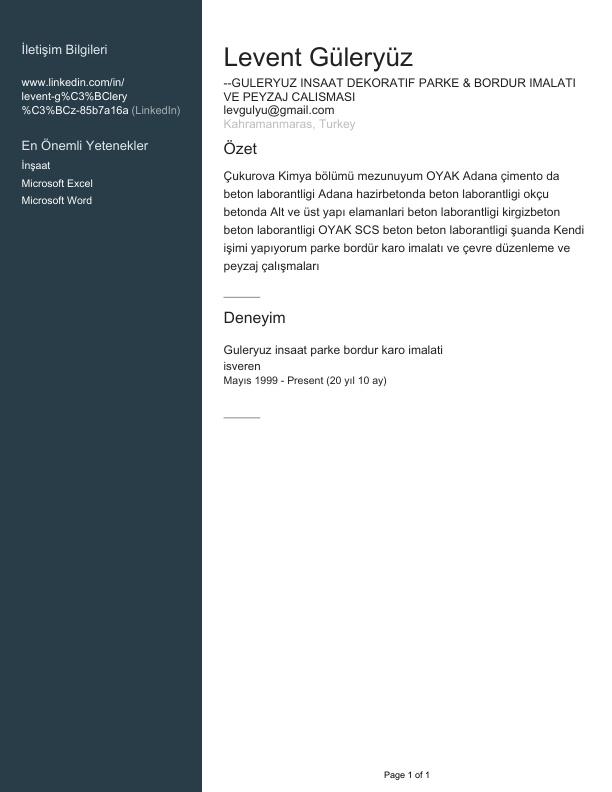 İletişim Bilgileri
www.linkedin.com/in/
levent-g%C3%BClery
%C3%BCz-85b7a16a (LinkedIn)
En Önemli Yetenekler
İnşaat
Microsoft Excel
Microsoft Word
Levent Güleryüz
--GULERYUZ INSAAT DEKORATIF PARKE & BORDUR IMALATI
VE PEYZAJ CALISMASI
levgulyu@gmail.com
Kahramanmaras, Turkey
Özet
Çukurova Kimya bölümü mezunuyum OYAK Adana çimento da
beton laborantligi Adana hazirbetonda beton laborantligi okçu
betonda Alt ve üst yapı elamanlari beton laborantligi kirgizbeton
beton laborantligi OYAK SCS beton beton laborantligi şuanda Kendi
işimi yapıyorum parke bordür karo imalatı ve çevre düzenleme ve
peyzaj çalışmaları
Deneyim
Guleryuz insaat parke bordur karo imalati
isveren
Mayıs 1999 - Present (20 yıl 10 ay)
Page 1 of 1